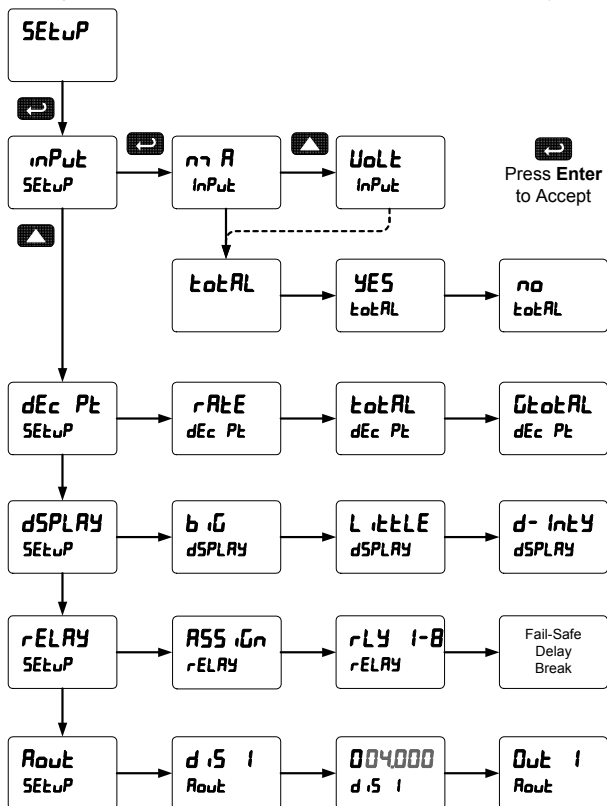 SEtuP
inPut
SEtuP
mA
InPut
VoLt
InPut
Press Enter
to Accept
totAL
YES
totAL
no
totAL
dEc Pt
SEtuP
rAtE
dEc Pt
totAL
dEc Pt
GtotAL
dEc Pt
dSPLAY
SEtuP
biG
dSPLAY
LittLE
dSPLAY
d-IntY
dSPLAY
rELAY
SEtuP
ASSiGn
rELAY
rLY 1-8
rELAY
Fail-Safe
Delay
Break
Aout
SEtuP
diS 1
Aout
004.000
diS 1
Out 1
Aout